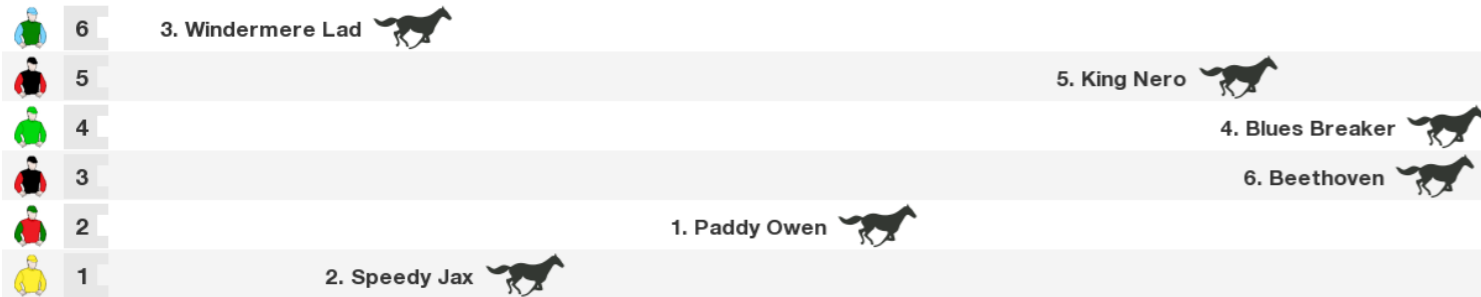 6 3. Windermere Lad
5 5. King Nero
4 4. Blues Breaker
3 6. Beethoven
2 1. Paddy Owen
1 2. Speedy Jax